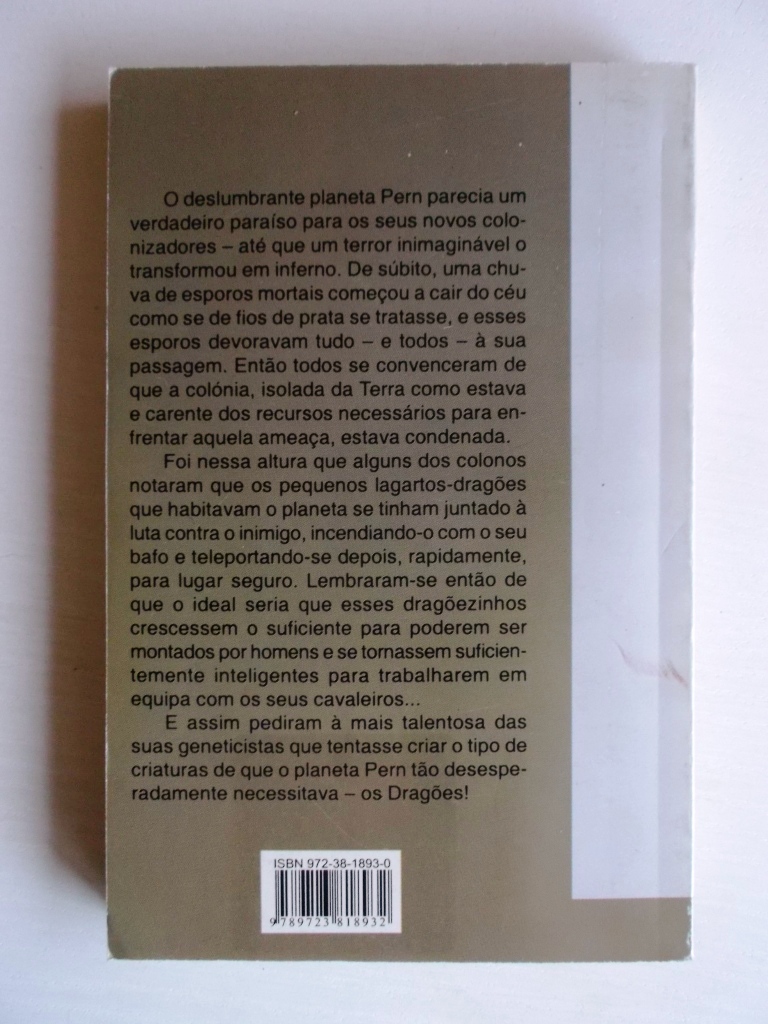 O deslumbrante planeta Pern parecia um
verdadeiro paraíso para os seus novos colo-
nizadores – até que um terror inimaginável o
transformou em inferno. De súbito, uma chu-
va de esporos mortais começou a cair do céu
como se de fios de prata se tratasse, e esses
esporos devoravam tudo – e todos – à sua
passagem. Então todos se convenceram de
que a colónia, isolada da Terra como estava
e carente dos recursos necessários para en-
frentar aquela ameaça, estava condenada.
Foi nessa altura que alguns dos colonos
notaram que os pequenos lagartos-dragões
que habitavam o planeta se tinham juntado à
luta contra o inimigo, incendiando-o com o seu
bafo e teleportando-se depois, rapidamente,
para lugar seguro. Lembraram-se então de
que o ideal seria que esses dragõezinhos
crescessem o suficiente para poderem ser
montados por homens e se tornassem suficien-
temente inteligentes para trabalharem em
equipa com os seus cavaleiros...
E assim pediram à mais talentosa das
suas geneticistas que tentasse criar o tipo de
criaturas de que o planeta Pern tão desespe-
radamente necessitava – os Dragões!
ISBN 972-38-1893-0
9 789723 818932